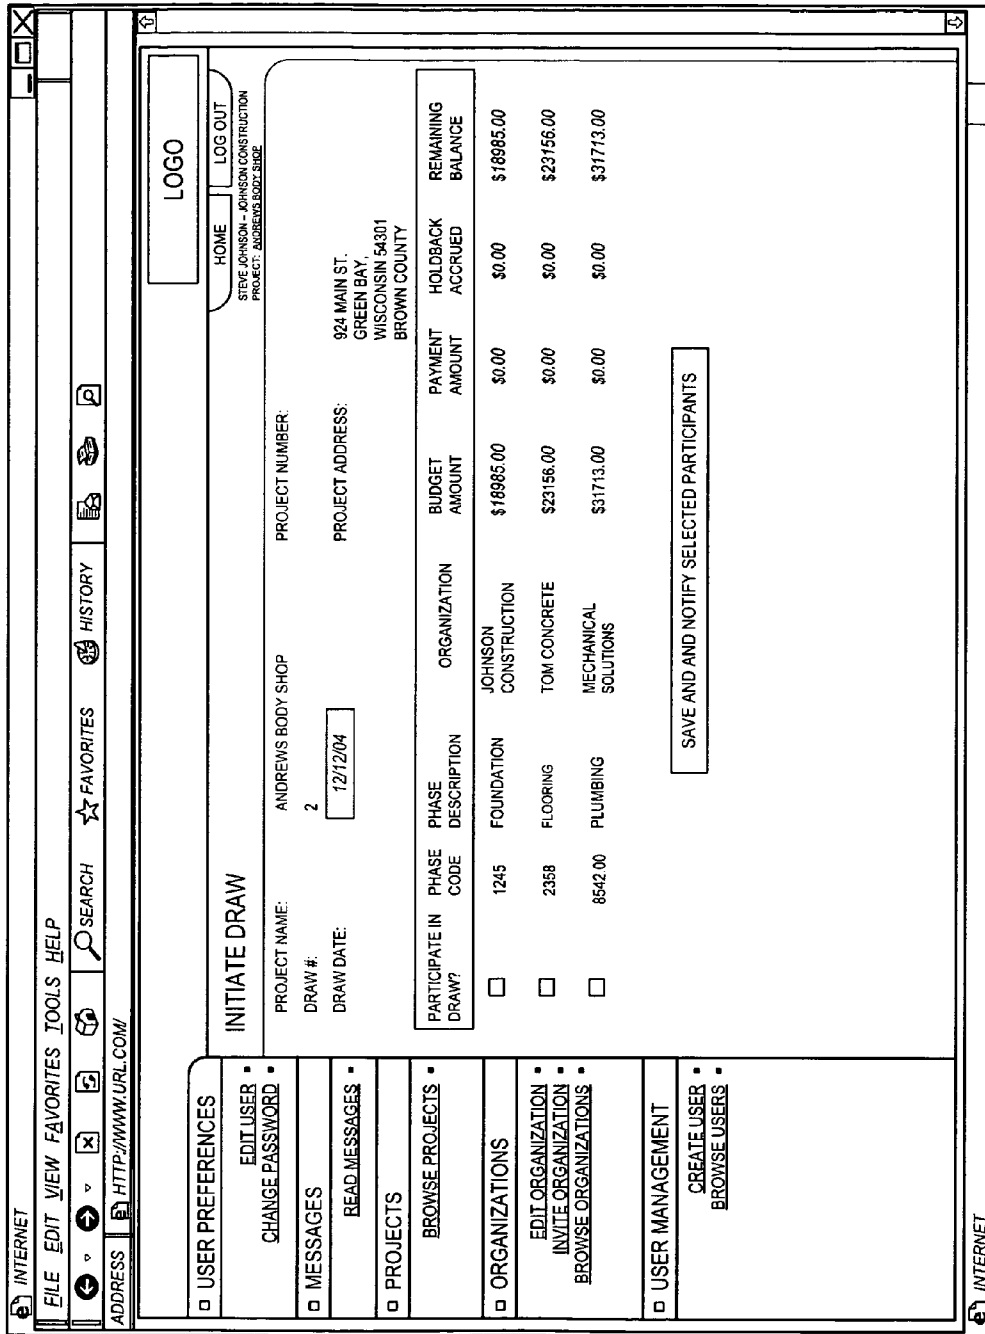 INTERNET
FILE EDIT VIEW FAVORITES TOOLS HELP
SEARCH FAVORITES HISTORY
ADDRESS HTTP://WWW.URL.COM/
LOGO
HOME LOG OUT
STEVE JOHNSON – JOHNSON CONSTRUCTION
PROJECT: ANDREWS BODY SHOP
USER PREFERENCES
EDIT USER
CHANGE PASSWORD
MESSAGES
READ MESSAGES
PROJECTS
BROWSE PROJECTS
ORGANIZATIONS
EDIT ORGANIZATION
INVITE ORGANIZATION
BROWSE ORGANIZATIONS
USER MANAGEMENT
CREATE USER
BROWSE USERS
INITIATE DRAW
PROJECT NAME: ANDREWS BODY SHOP PROJECT NUMBER:
DRAW #: 2
DRAW DATE: 12/12/04 PROJECT ADDRESS: 924 MAIN ST.
GREEN BAY,
WISCONSIN 54301
BROWN COUNTY
PARTICIPATE IN PHASE PHASE ORGANIZATION BUDGET PAYMENT HOLDBACK REMAINING
DRAW? CODE DESCRIPTION AMOUNT AMOUNT ACCRUED BALANCE
1245 FOUNDATION JOHNSON $18985.00 $0.00 $0.00 $18985.00
CONSTRUCTION
2358 FLOORING TOM CONCRETE $23156.00 $0.00 $0.00 $23156.00
8542.00 PLUMBING MECHANICAL $31713.00 $0.00 $0.00 $31713.00
SOLUTIONS
SAVE AND AND NOTIFY SELECTED PARTICIPANTS
INTERNET